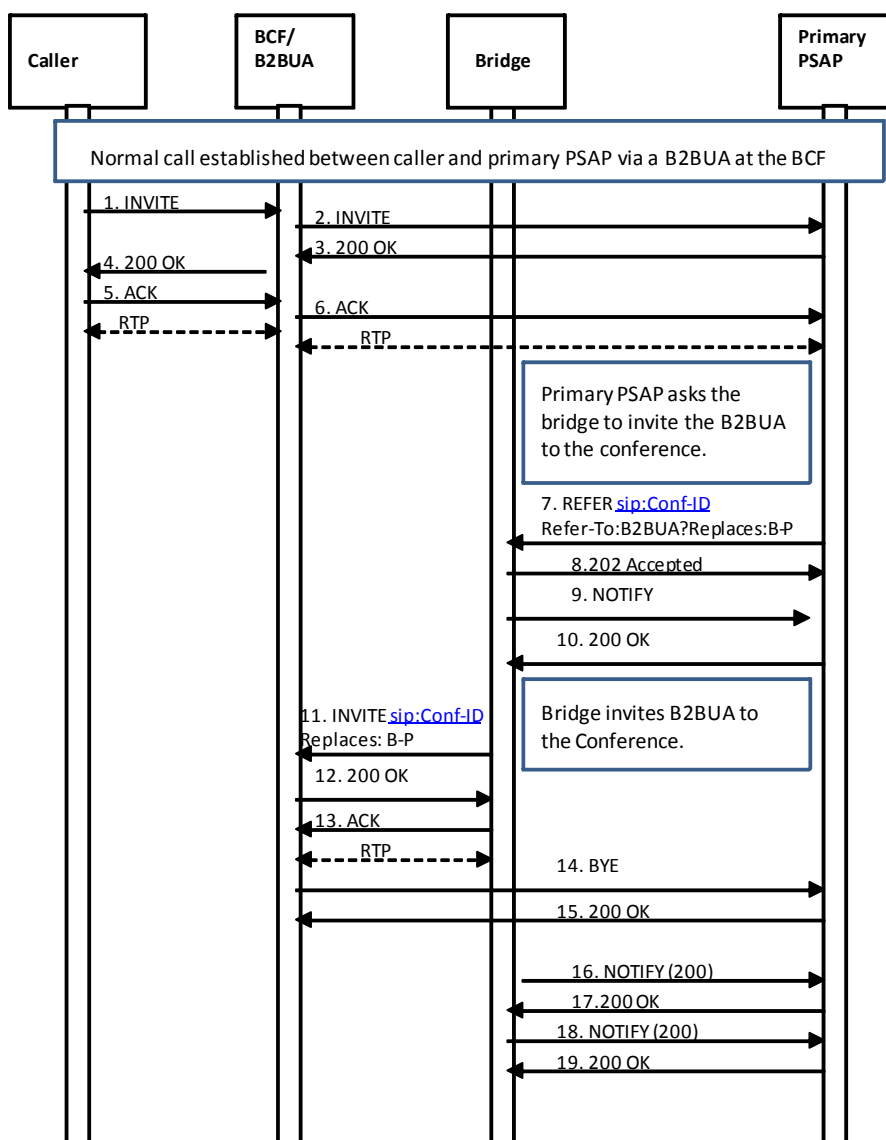 Caller
BCF/
B2BUA
Bridge
Primary
PSAP
Normal call established between caller and primary PSAP via a B2BUA at the BCF
1. INVITE
2. INVITE
3. 200 OK
4. 200 OK
5. ACK
6. ACK
RTP
RTP
Primary PSAP asks the
bridge to invite the B2BUA
to the conference.
7. REFER sip:Conf-ID
Refer-To:B2BUA?Replaces:B-P
8.202 Accepted
9. NOTIFY
10. 200 OK
11. INVITE sip:Conf-ID
Replaces: B-P
Bridge invites B2BUA to
the Conference.
12. 200 OK
13. ACK
RTP
14. BYE
15. 200 OK
16. NOTIFY (200)
17.200 OK
18. NOTIFY (200)
19. 200 OK